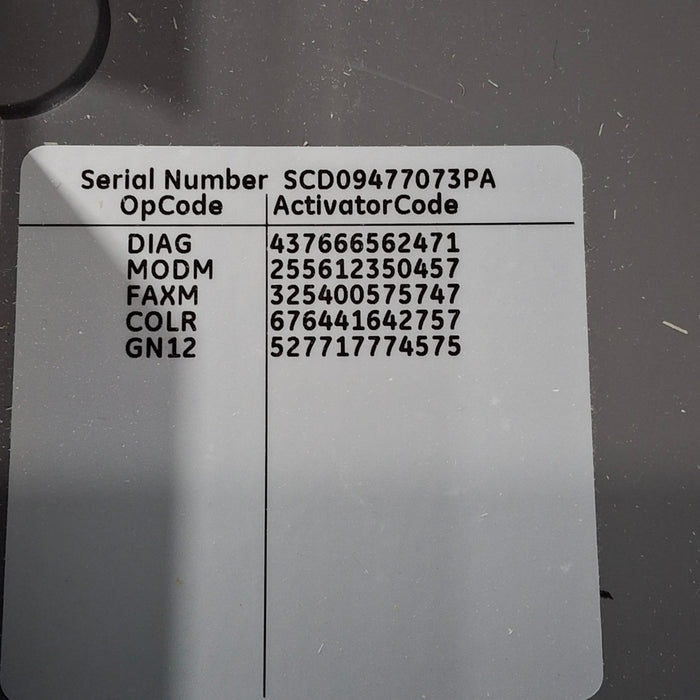 Serial Number SCD09477073PA
OpCode ActivatorCode
DIAG 437666562471
MODM 255612350457
FAXM 325400575747
COLR 676441642757
GN12 527717774575